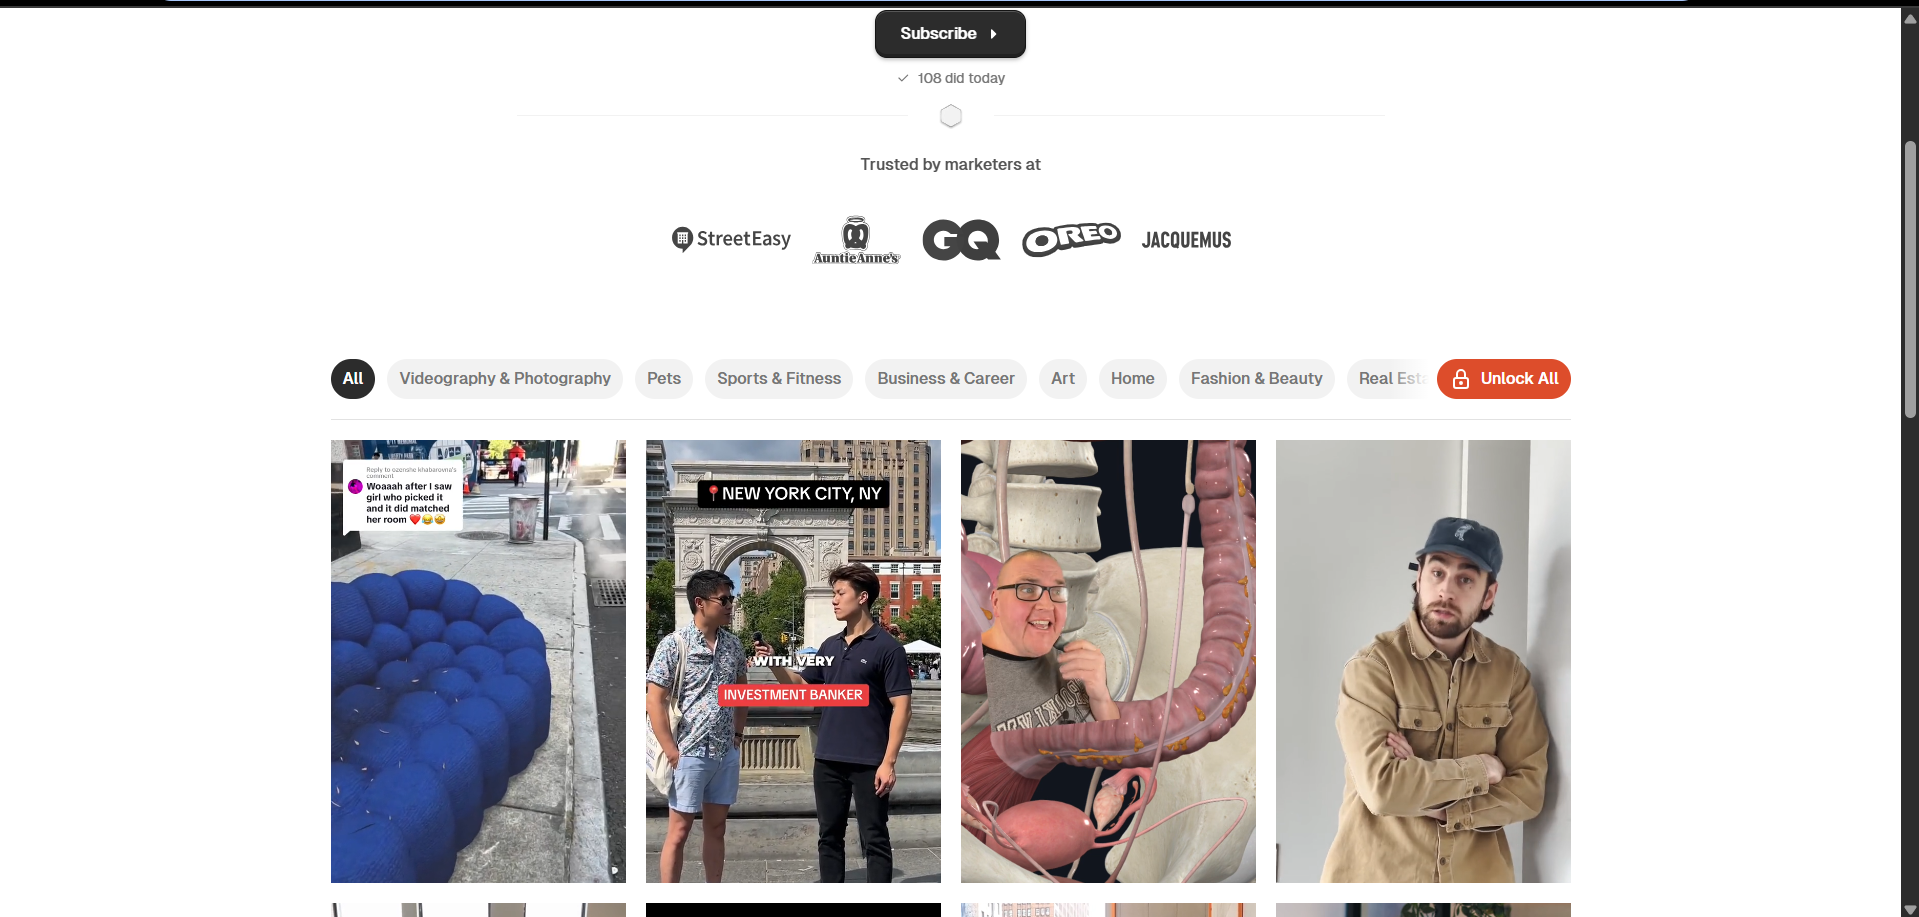 Subscribe
108 did today
Trusted by marketers at
StreetEasy
AuntieAnne's
GQ
OREO
JACQUEMUS
All
Videography & Photography
Pets
Sports & Fitness
Business & Career
Art
Home
Fashion & Beauty
Real Esta
Unlock All
Reply to ozenshe khabarovna's
comment
Woaaah after I saw
girl who picked it
and it did matched
her room ❤️😂🤩
📍NEW YORK CITY, NY
WITH VERY
INVESTMENT BANKER